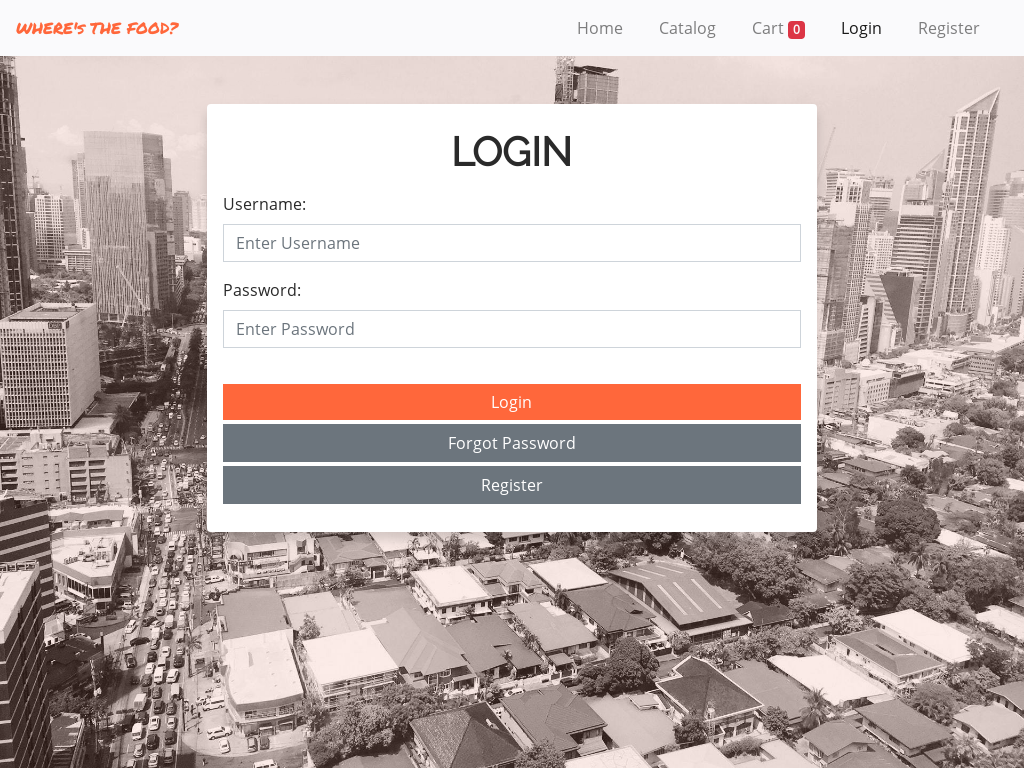 WHERE'S THE FOOD?
Home Catalog Cart 0 Login Register
LOGIN
Username:
Enter Username
Password:
Enter Password
Login
Forgot Password
Register